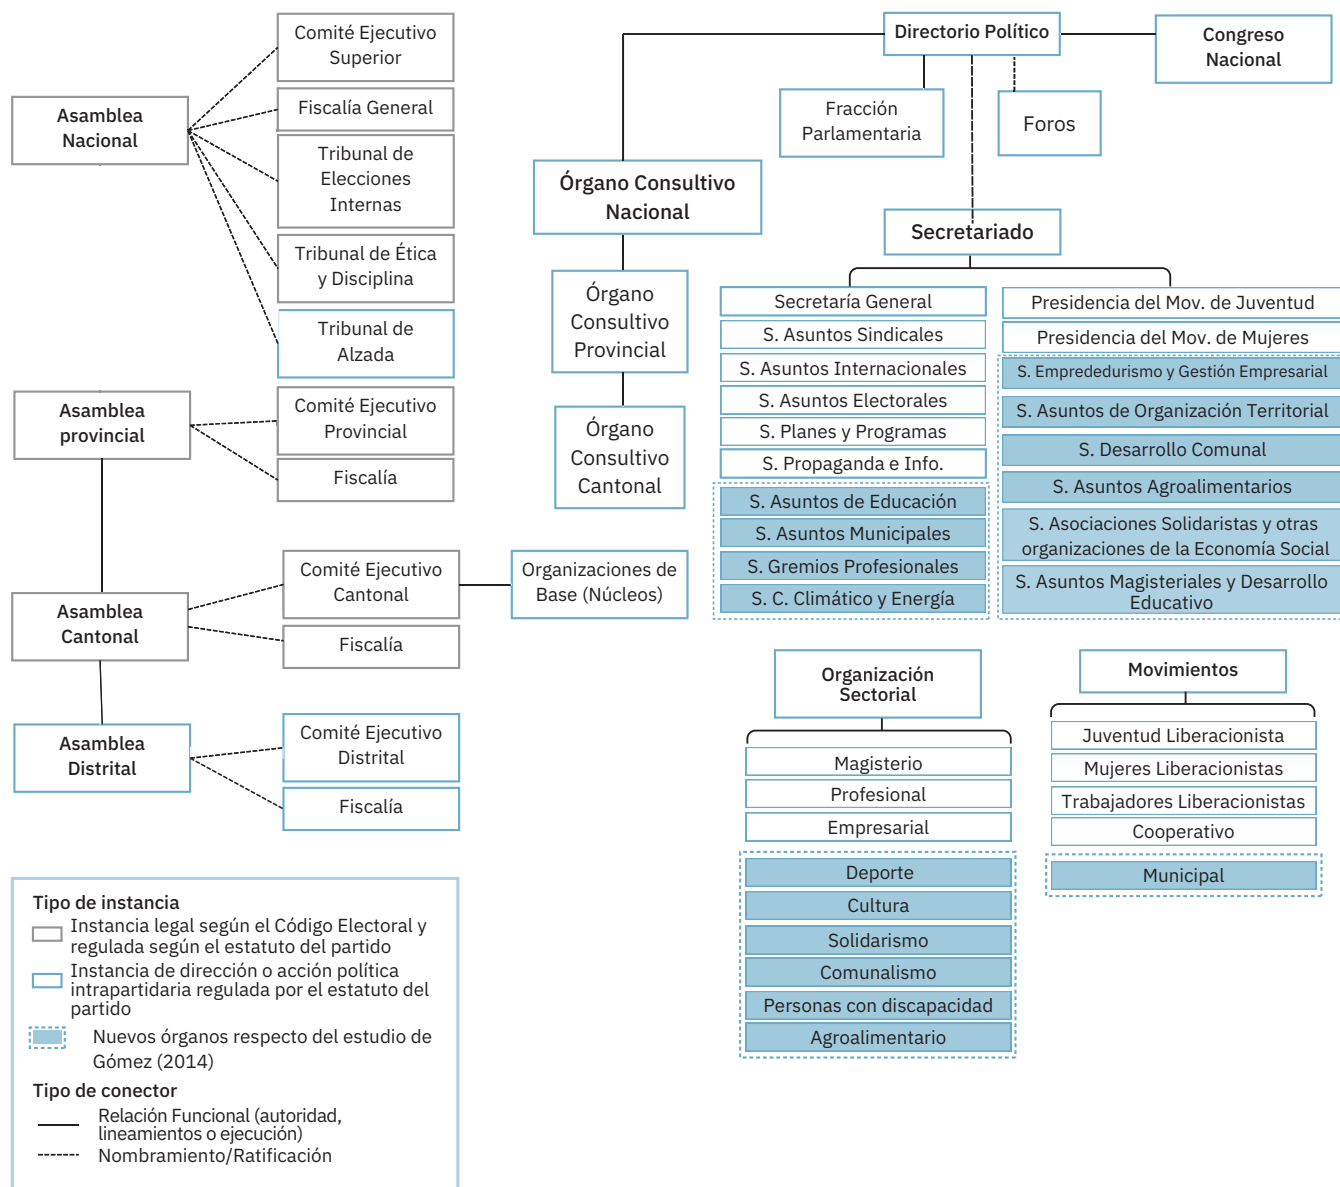 Asamblea
Nacional
Comité Ejecutivo
Superior
Fiscalía General
Tribunal de
Elecciones
Internas
Tribunal de Ética
y Disciplina
Tribunal de
Alzada
Asamblea
provincial
Comité Ejecutivo
Provincial
Fiscalía
Asamblea
Cantonal
Comité Ejecutivo
Cantonal
Fiscalía
Organizaciones de
Base (Núcleos)
Asamblea
Distrital
Comité Ejecutivo
Distrital
Fiscalía
Directorio Político
Congreso
Nacional
Fracción
Parlamentaria
Foros
Órgano Consultivo
Nacional
Órgano
Consultivo
Provincial
Órgano
Consultivo
Cantonal
Secretariado
Secretaría General
S. Asuntos Sindicales
S. Asuntos Internacionales
S. Asuntos Electorales
S. Planes y Programas
S. Propaganda e Info.
S. Asuntos de Educación
S. Asuntos Municipales
S. Gremios Profesionales
S. C. Climático y Energía
Presidencia del Mov. de Juventud
Presidencia del Mov. de Mujeres
S. Emprededurismo y Gestión Empresarial
S. Asuntos de Organización Territorial
S. Desarrollo Comunal
S. Asuntos Agroalimentarios
S. Asociaciones Solidaristas y otras
organizaciones de la Economía Social
S. Asuntos Magisteriales y Desarrollo
Educativo
Organización
Sectorial
Magisterio
Profesional
Empresarial
Deporte
Cultura
Solidarismo
Comunalismo
Personas con discapacidad
Agroalimentario
Movimientos
Juventud Liberacionista
Mujeres Liberacionistas
Trabajadores Liberacionistas
Cooperativo
Municipal
Tipo de instancia
Instancia legal según el Código Electoral y
regulada según el estatuto del partido
Instancia de dirección o acción política
intrapartidaria regulada por el estatuto del
partido
Nuevos órganos respecto del estudio de
Gómez (2014)
Tipo de conector
Relación Funcional (autoridad,
lineamientos o ejecución)
Nombramiento/Ratificación